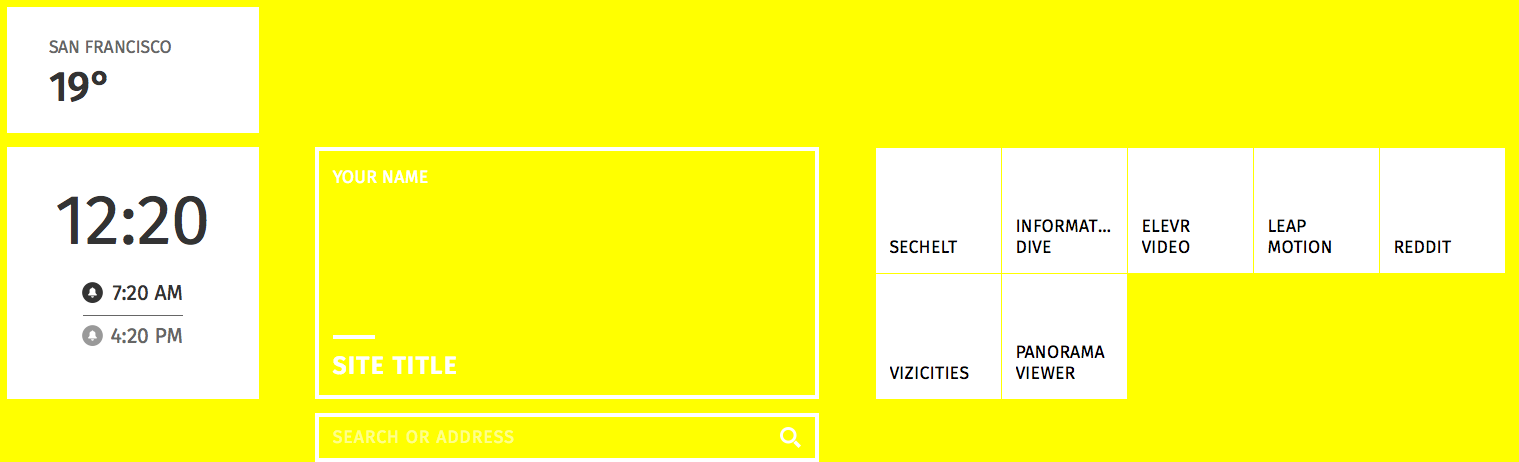 SAN FRANCISCO
19°
12:20
7:20 AM
4:20 PM
YOUR NAME
SITE TITLE
SEARCH OR ADDRESS
SECHELT
INFORMAT...
DIVE
ELEVR
VIDEO
LEAP
MOTION
REDDIT
VIZICITIES
PANORAMA
VIEWER